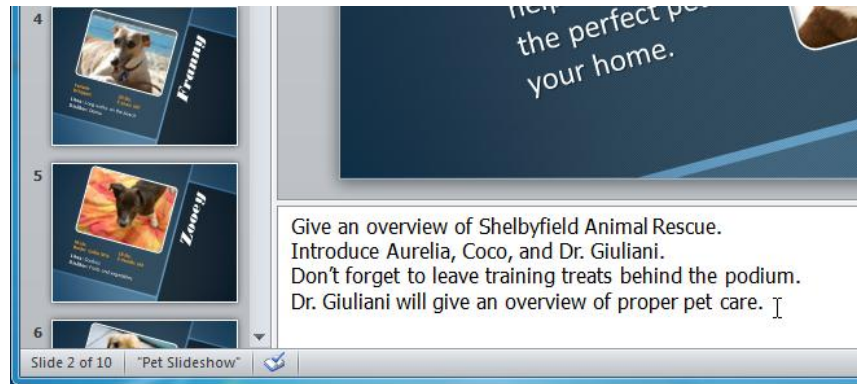 4
Franny
5
Zooey
6
the perfect
your home.
Give an overview of Shelbyfield Animal Rescue.
Introduce Aurelia, Coco, and Dr. Giuliani.
Don’t forget to leave training treats behind the podium.
Dr. Giuliani will give an overview of proper pet care.
Slide 2 of 10
"Pet Slideshow"